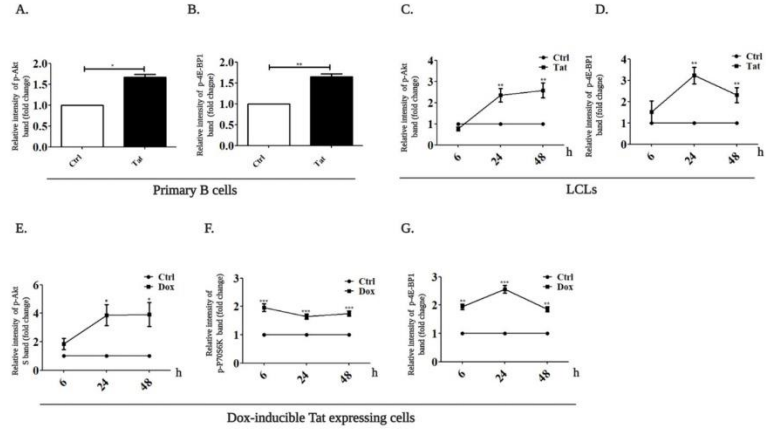 A.
B.
C.
D.
Relative intensity of p-Akt
band (fold change)
2.0
1.5
1.0
0.5
0.0
*
Ctrl
Tat
Relative intensity of p-4E-BP1
band (fold chagne)
2.0
1.5
1.0
0.5
0.0
**
Ctrl
Tat
Relative intensity of p-Akt
band (fold change)
4
3
2
1
0
Ctrl
Tat
**
**
6
24
48
h
Relative intensity of p-4E-BP1
band (fold chagne)
4
3
2
1
0
Ctrl
Tat
**
**
6
24
48
h
Primary B cells
LCLs
E.
F.
G.
Relative intensity of p-Akt
S band (fold change)
6
4
2
0
Ctrl
Dox
*
*
6
24
48
h
Relative intensity of
p-P70S6K band (fold change)
3
2
1
0
Ctrl
Dox
***
***
***
6
24
48
h
Relative intensity of p-4E-BP1
band (fold chagne)
3
2
1
0
Ctrl
Dox
**
***
**
6
24
48
h
Dox-inducible Tat expressing cells